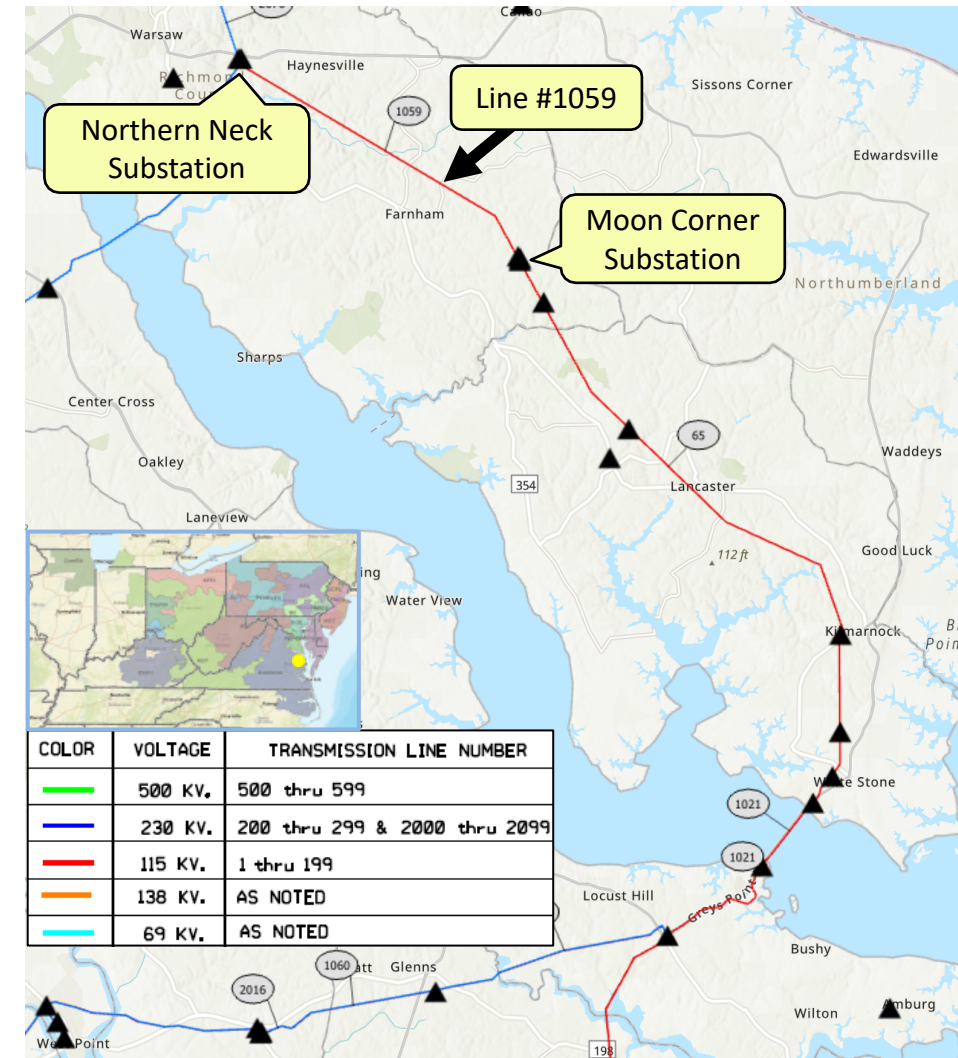 Callao
Warsaw
Haynesville
Sissons Corner
1059
Line #1059
Northern Neck
Substation
Edwardsville
Farnham
Moon Corner
Substation
Northumberland
Sharps
Center Cross
65
Waddeys
Oakley
354
Lancaster
Laneview
112 ft
Good Luck
ing
Water View
Kilmarnock
COLOR VOLTAGE TRANSMISSION LINE NUMBER
500 KV. 500 thru 599
230 KV. 200 thru 299 & 2000 thru 2099
115 KV. 1 thru 199
138 KV. AS NOTED
69 KV. AS NOTED
White Stone
1021
1021
Locust Hill
Greys Point
Bushy
1060
att
Glenns
2016
Wilton
Amburg
West Point
198